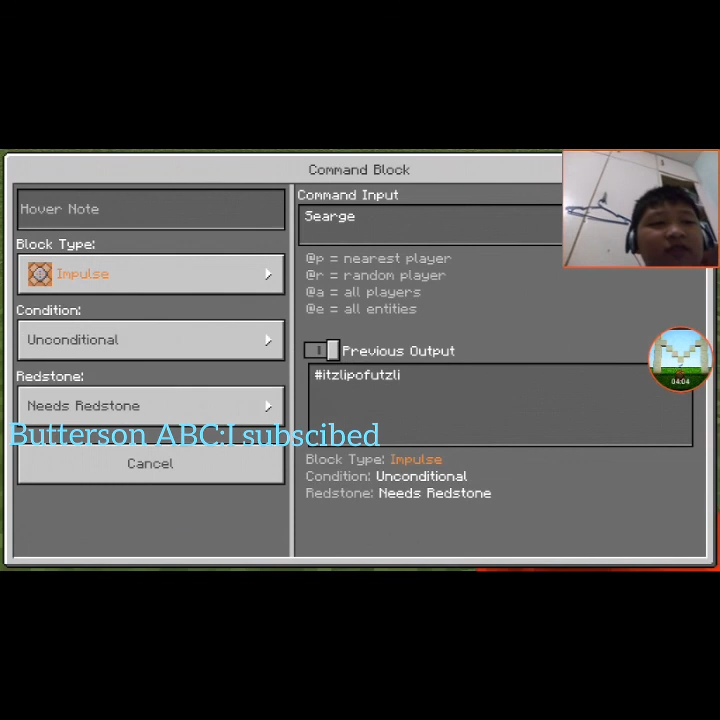 Command Block
Hover Note
Block Type:
Impulse
Condition:
Unconditional
Redstone:
Needs Redstone
Butterson ABC:I subscibed
Cancel
Command Input
Searge
@p = nearest player
@r = random player
@a = all players
@e = all entities
Previous Output
#itzlipofutzli
Block Type: Impulse
Condition: Unconditional
Redstone: Needs Redstone
04:04